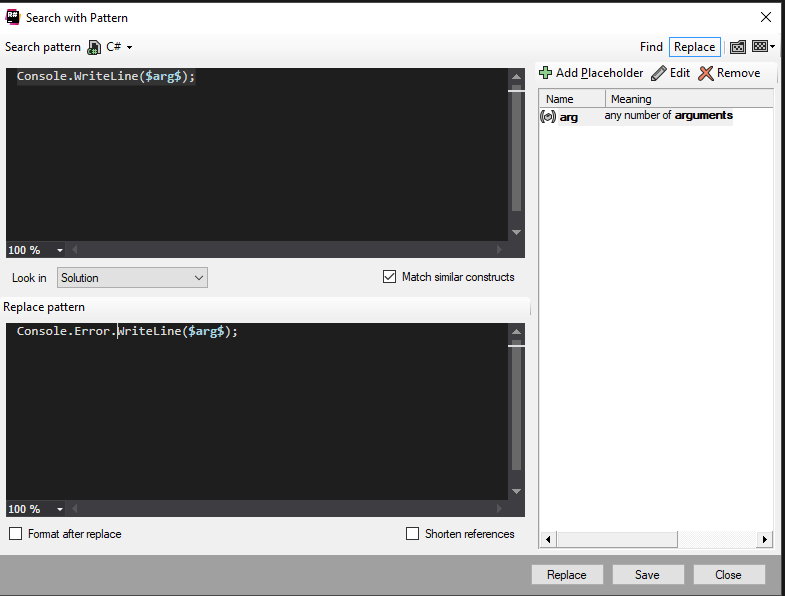 R# Search with Pattern
Search pattern C#
Find Replace
Console.WriteLine($arg$);
100 %
Look in Solution
Match similar constructs
Replace pattern
Console.Error.WriteLine($arg$);
100 %
Format after replace
Shorten references
Add Placeholder Edit Remove
Name Meaning
arg any number of arguments
Replace Save Close